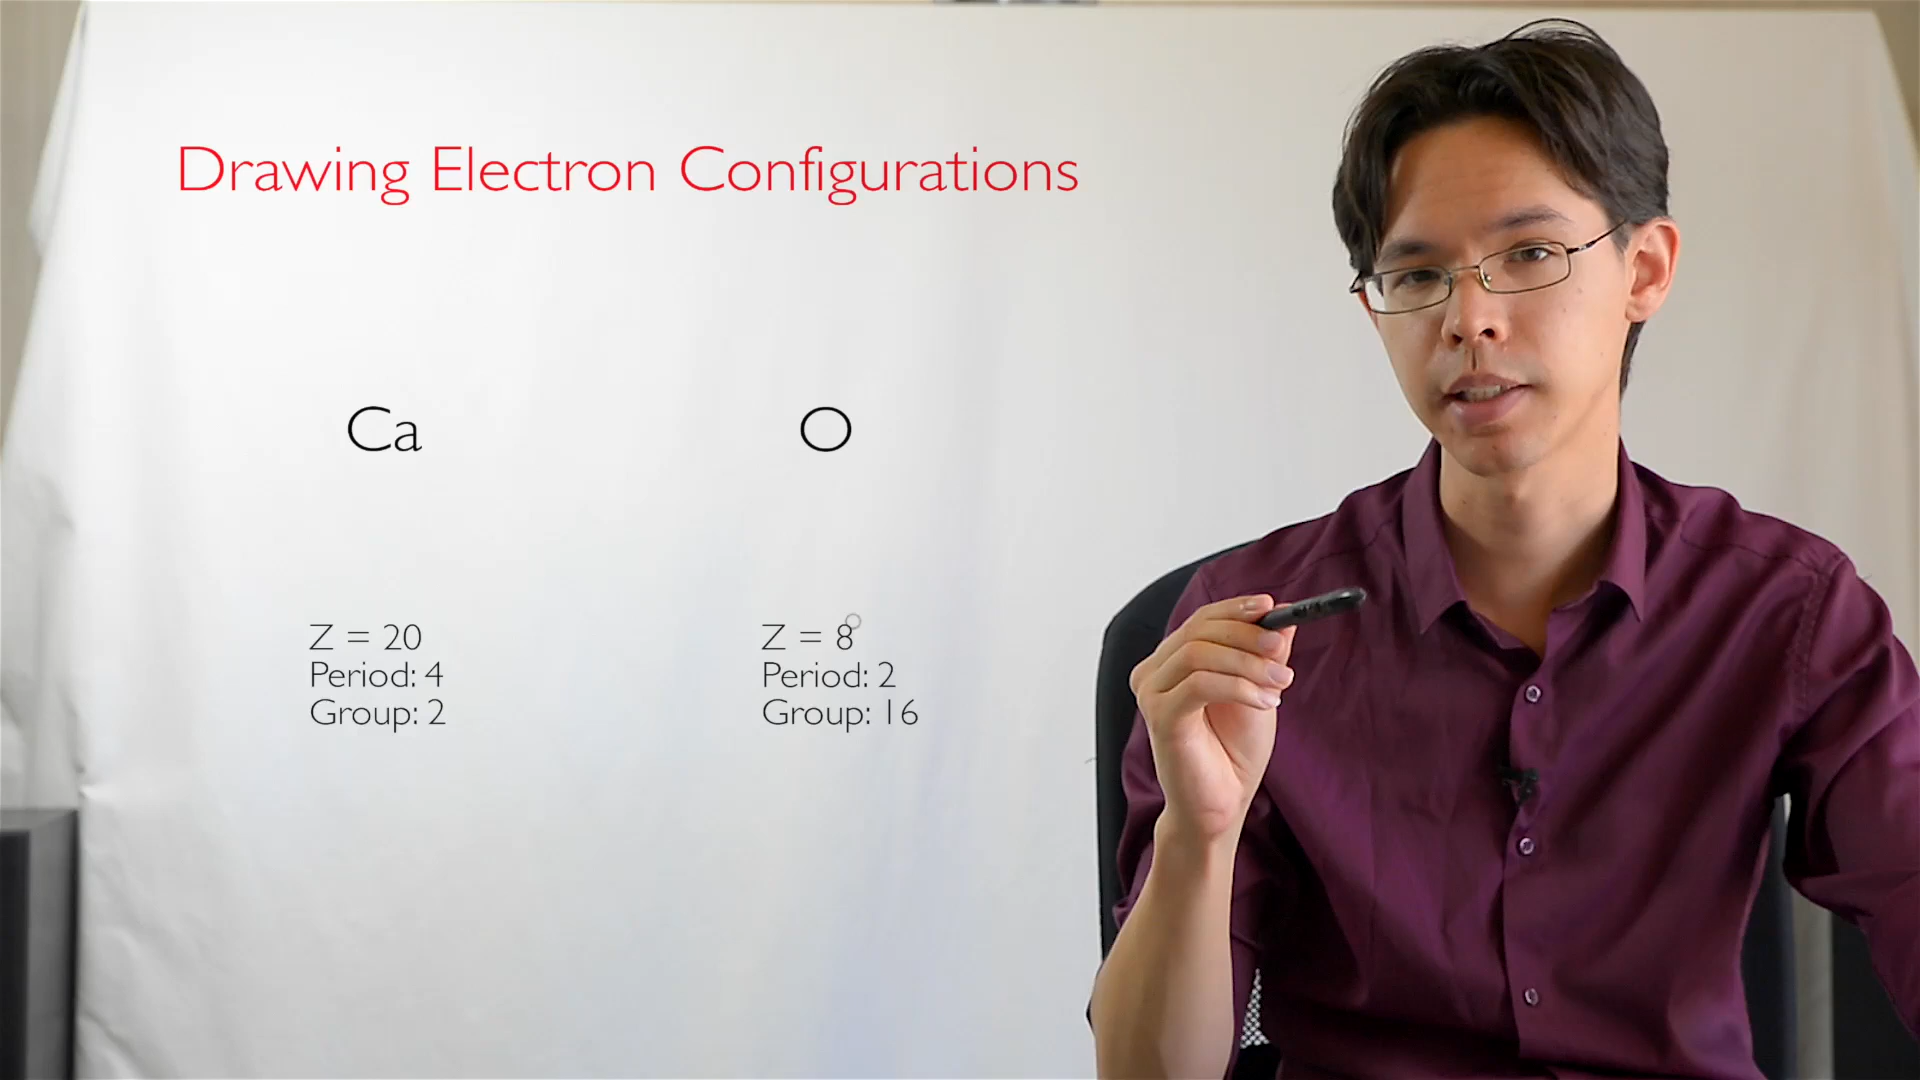 Drawing Electron Configurations
Ca
O
Z = 20
Period: 4
Group: 2
Z = 8
Period: 2
Group: 16